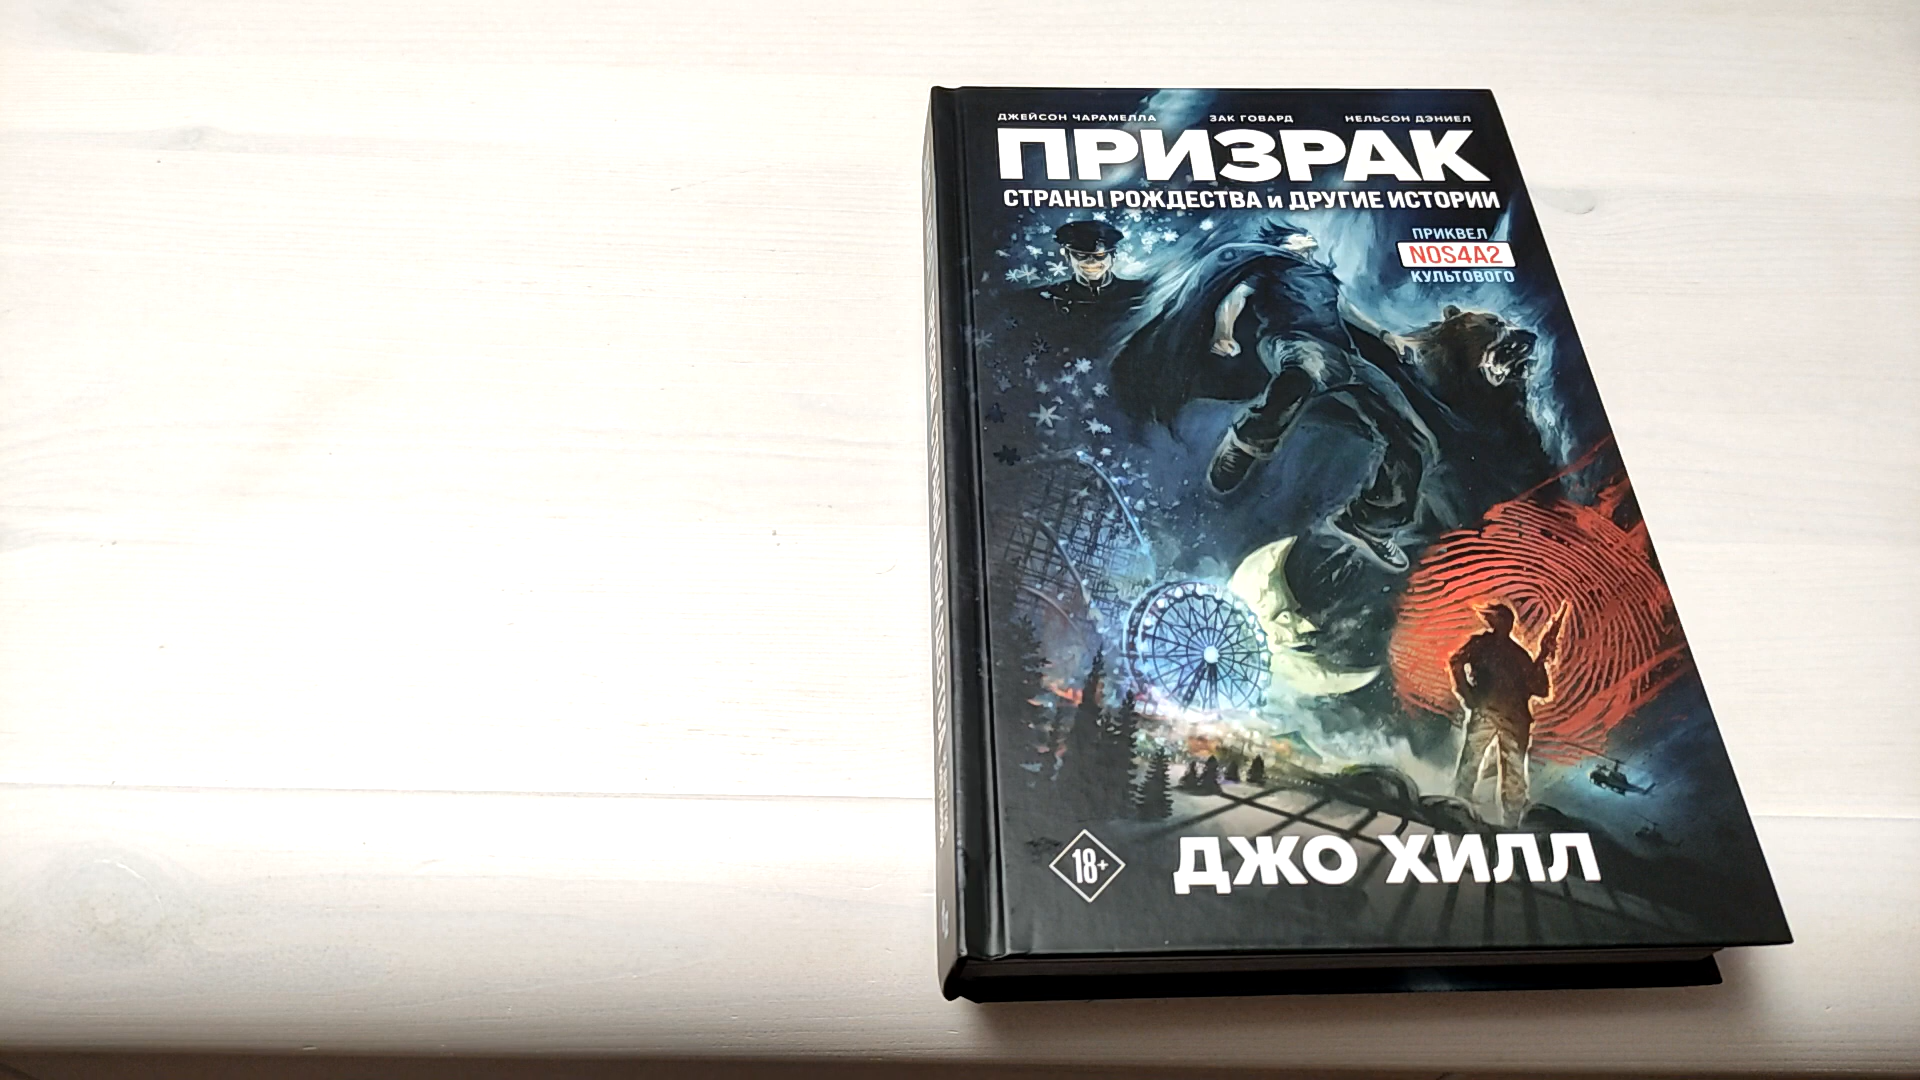 ДЖЕЙСОН ЧАРАМЕЛЛА ЗАК ГОВАРД НЕЛЬСОН ДЭНИЕЛ
ПРИЗРАК
СТРАНЫ РОЖДЕСТВА И ДРУГИЕ ИСТОРИИ
ПРИКВЕЛ
NOS4A2
КУЛЬТОВОГО
18+
ДЖО ХИЛЛ